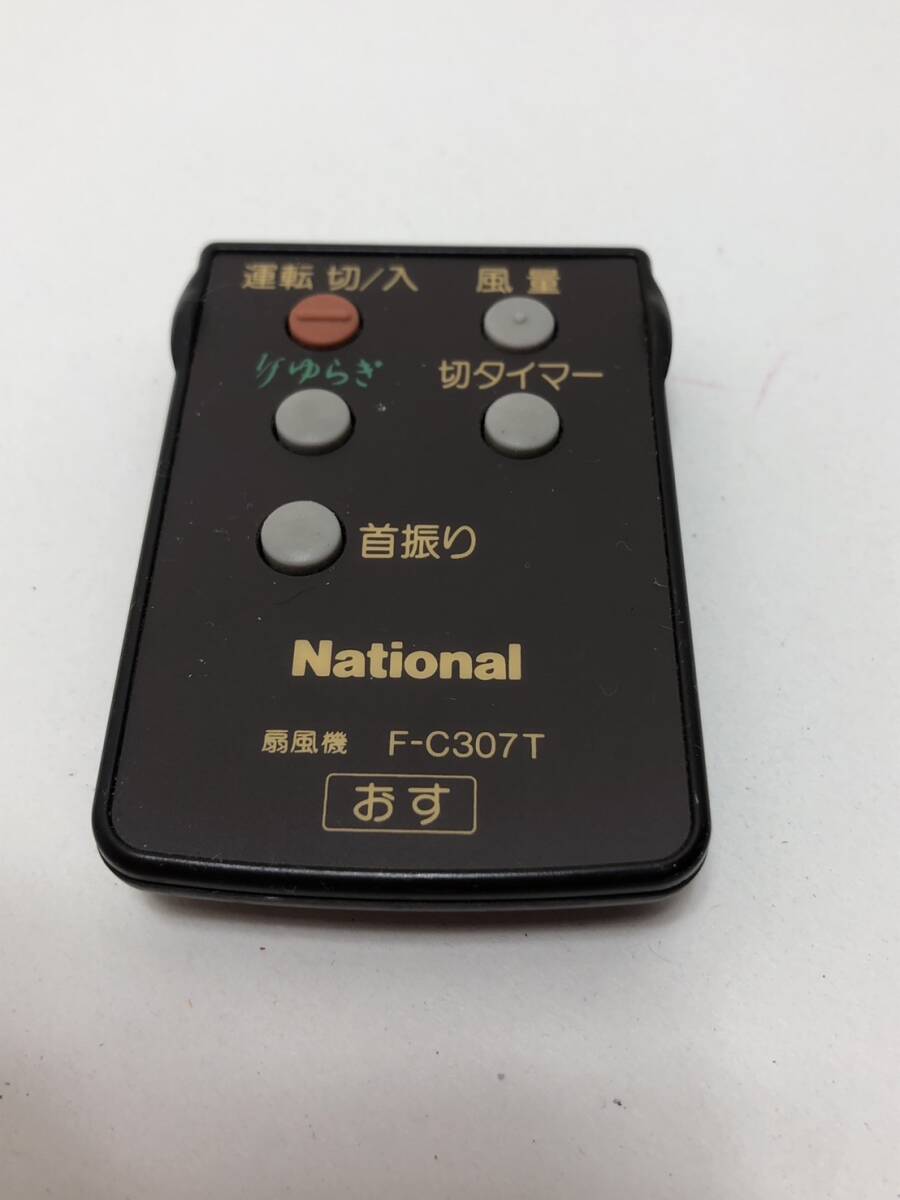 運転 切/入
風量
1/fゆらぎ
切タイマー
首振り
National
扇風機 F-C307T
おす